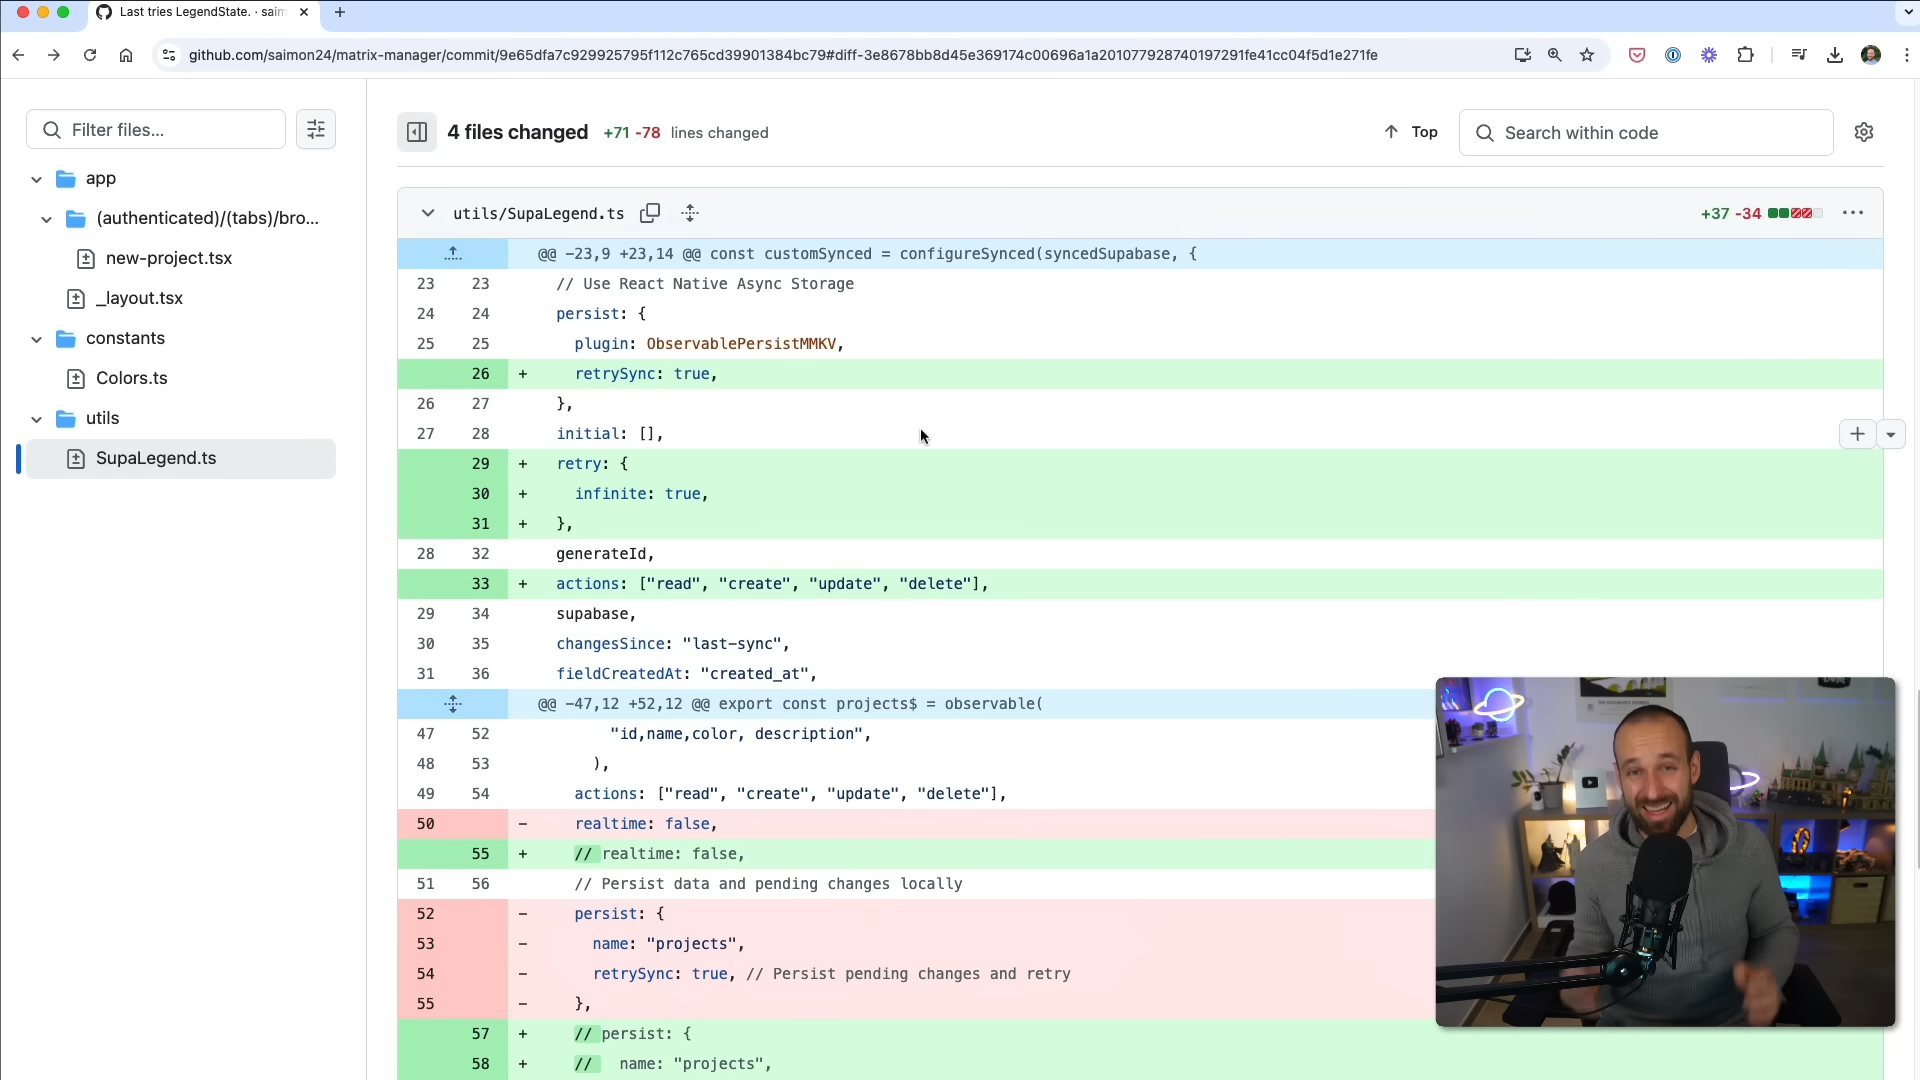 Last tries LegendState. · saim
github.com/saimon24/matrix-manager/commit/9e65dfa7c929925795f112c765cd39901384bc79#diff-3e8678bb8d45e369174c00696a1a201077928740197291fe41cc04f5d1e271fe
Filter files...
app
(authenticated)/(tabs)/bro...
new-project.tsx
_layout.tsx
constants
Colors.ts
utils
SupaLegend.ts
4 files changed +71 -78 lines changed
Top
Search within code
utils/SupaLegend.ts
+37 -34
@@ -23,9 +23,14 @@ const customSynced = configureSynced(syncedSupabase, {
23 23 // Use React Native Async Storage
24 24 persist: {
25 25 plugin: ObservablePersistMMKV,
26 + retrySync: true,
26 27 },
27 28 initial: [],
29 + retry: {
30 + infinite: true,
31 + },
28 32 generateId,
33 + actions: ["read", "create", "update", "delete"],
29 34 supabase,
30 35 changesSince: "last-sync",
31 36 fieldCreatedAt: "created_at",
@@ -47,12 +52,12 @@ export const projects$ = observable(
47 52 "id,name,color, description",
48 53 ),
49 54 actions: ["read", "create", "update", "delete"],
50 - realtime: false,
55 + // realtime: false,
51 56 // Persist data and pending changes locally
52 - persist: {
53 - name: "projects",
54 - retrySync: true, // Persist pending changes and retry
55 - },
57 + // persist: {
58 + // name: "projects",